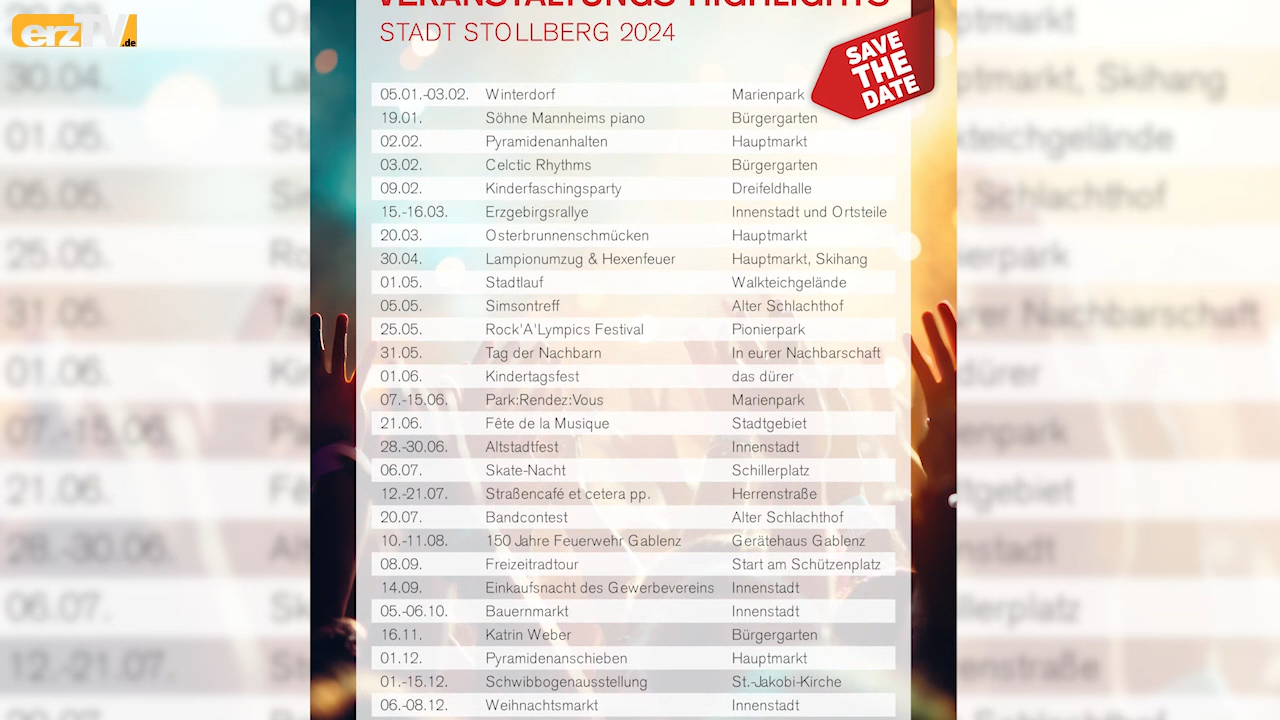 erzTV.de
VERANSTALTUNGS-HIGHLIGHTS
STADT STOLLBERG 2024
SAVE
THE
DATE
05.01.-03.02. Winterdorf Marienpark
19.01. Söhne Mannheims piano Bürgergarten
02.02. Pyramidenanhalten Hauptmarkt
03.02. Celctic Rhythms Bürgergarten
09.02. Kinderfaschingsparty Dreifeldhalle
15.-16.03. Erzgebirgsrallye Innenstadt und Ortsteile
20.03. Osterbrunnenschmücken Hauptmarkt
30.04. Lampionumzug & Hexenfeuer Hauptmarkt, Skihang
01.05. Stadtlauf Walkteichgelände
05.05. Simsontreff Alter Schlachthof
25.05. Rock'A'Lympics Festival Pionierpark
31.05. Tag der Nachbarn In eurer Nachbarschaft
01.06. Kindertagsfest das dürer
07.-15.06. Park:Rendez:Vous Marienpark
21.06. Fête de la Musique Stadtgebiet
28.-30.06. Altstadtfest Innenstadt
06.07. Skate-Nacht Schillerplatz
12.-21.07. Straßencafé et cetera pp. Herrenstraße
20.07. Bandcontest Alter Schlachthof
10.-11.08. 150 Jahre Feuerwehr Gablenz Gerätehaus Gablenz
08.09. Freizeitradtour Start am Schützenplatz
14.09. Einkaufsnacht des Gewerbevereins Innenstadt
05.-06.10. Bauernmarkt Innenstadt
16.11. Katrin Weber Bürgergarten
01.12. Pyramidenanschieben Hauptmarkt
01.-15.12. Schwibbogenausstellung St.-Jakobi-Kirche
06.-08.12. Weihnachtsmarkt Innenstadt